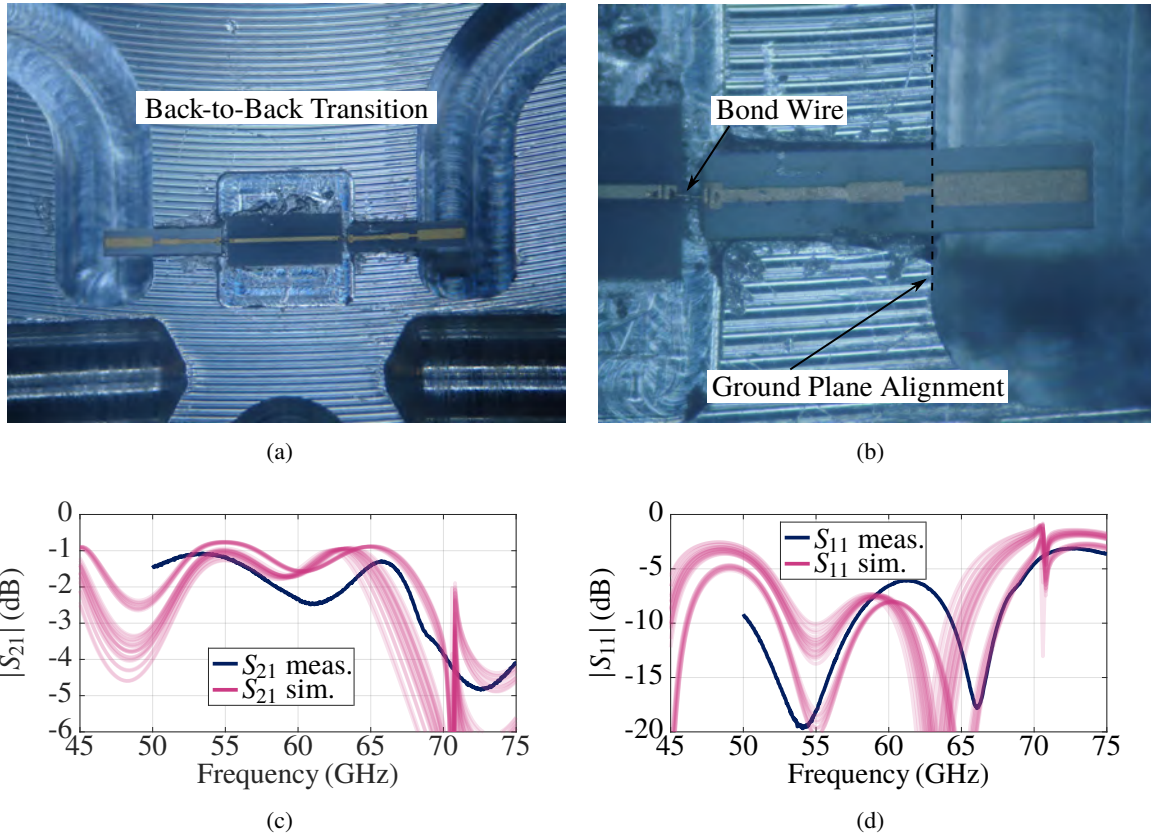 Back-to-Back Transition
Bond Wire
Ground Plane Alignment
(a)
(b)
0
-1
-2
-3
-4
-5
-6
|S21| (dB)
S21 meas.
S21 sim.
45 50 55 60 65 70 75
Frequency (GHz)
(c)
0
-5
-10
-15
-20
|S11| (dB)
S11 meas.
S11 sim.
45 50 55 60 65 70 75
Frequency (GHz)
(d)